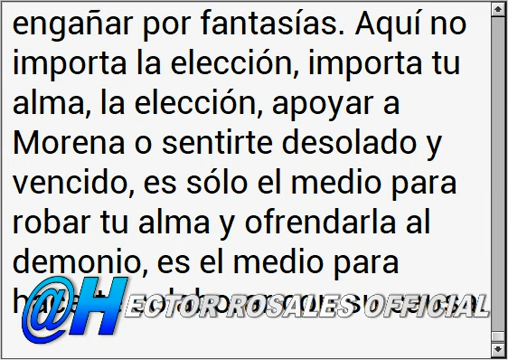 engañar por fantasías. Aquí no
importa la elección, importa tu
alma, la elección, apoyar a
Morena o sentirte desolado y
vencido, es sólo el medio para
robar tu alma y ofrendarla al
demonio, es el medio para
@HECTOR ROSALES OFFICIAL